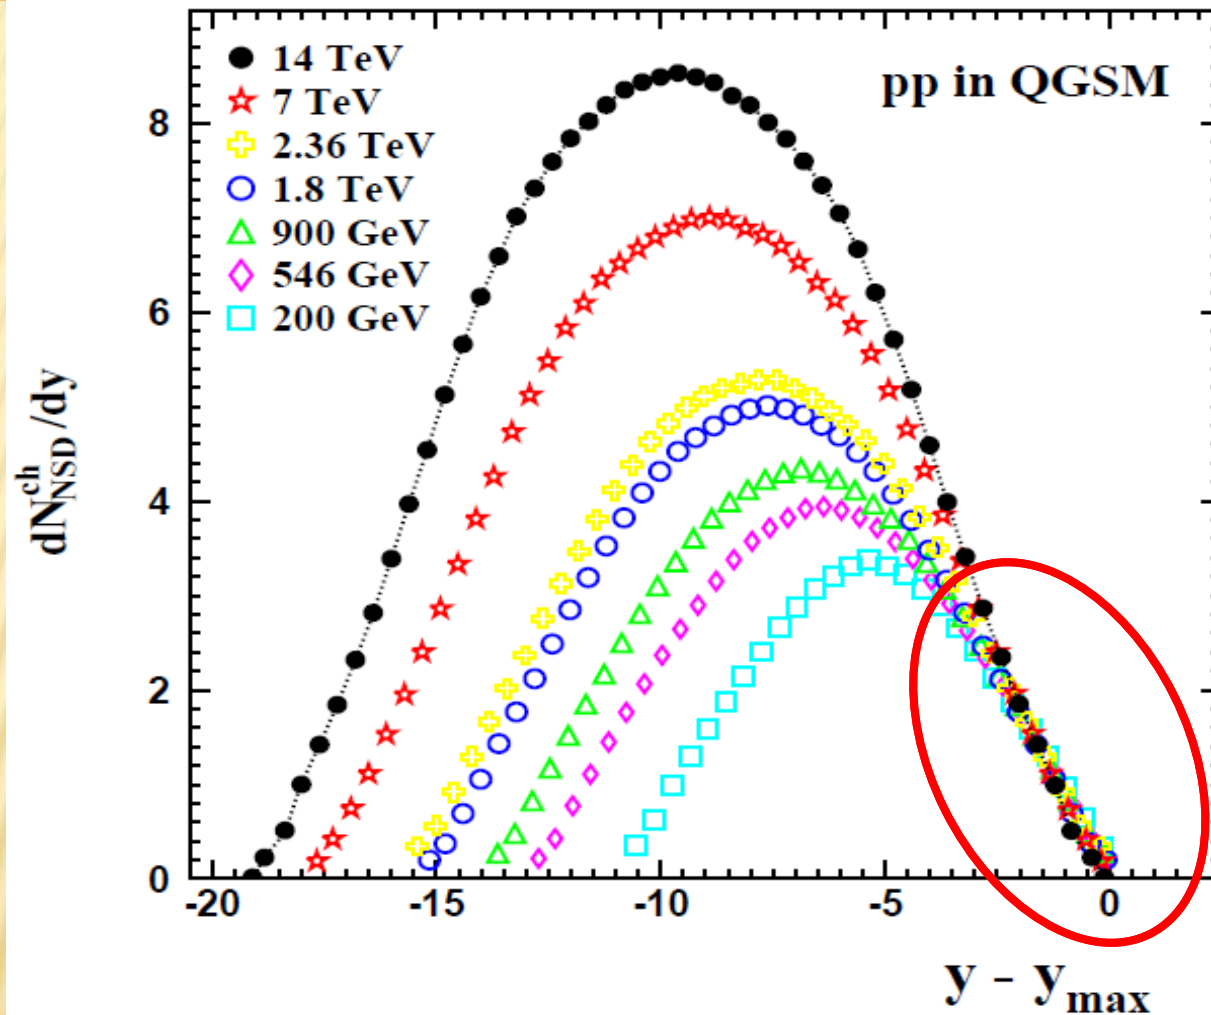 14 TeV
7 TeV
2.36 TeV
1.8 TeV
900 GeV
546 GeV
200 GeV
pp in QGSM
dN^ch_NSD/dy
8
6
4
2
0
-20
-15
-10
-5
0
y - y_max